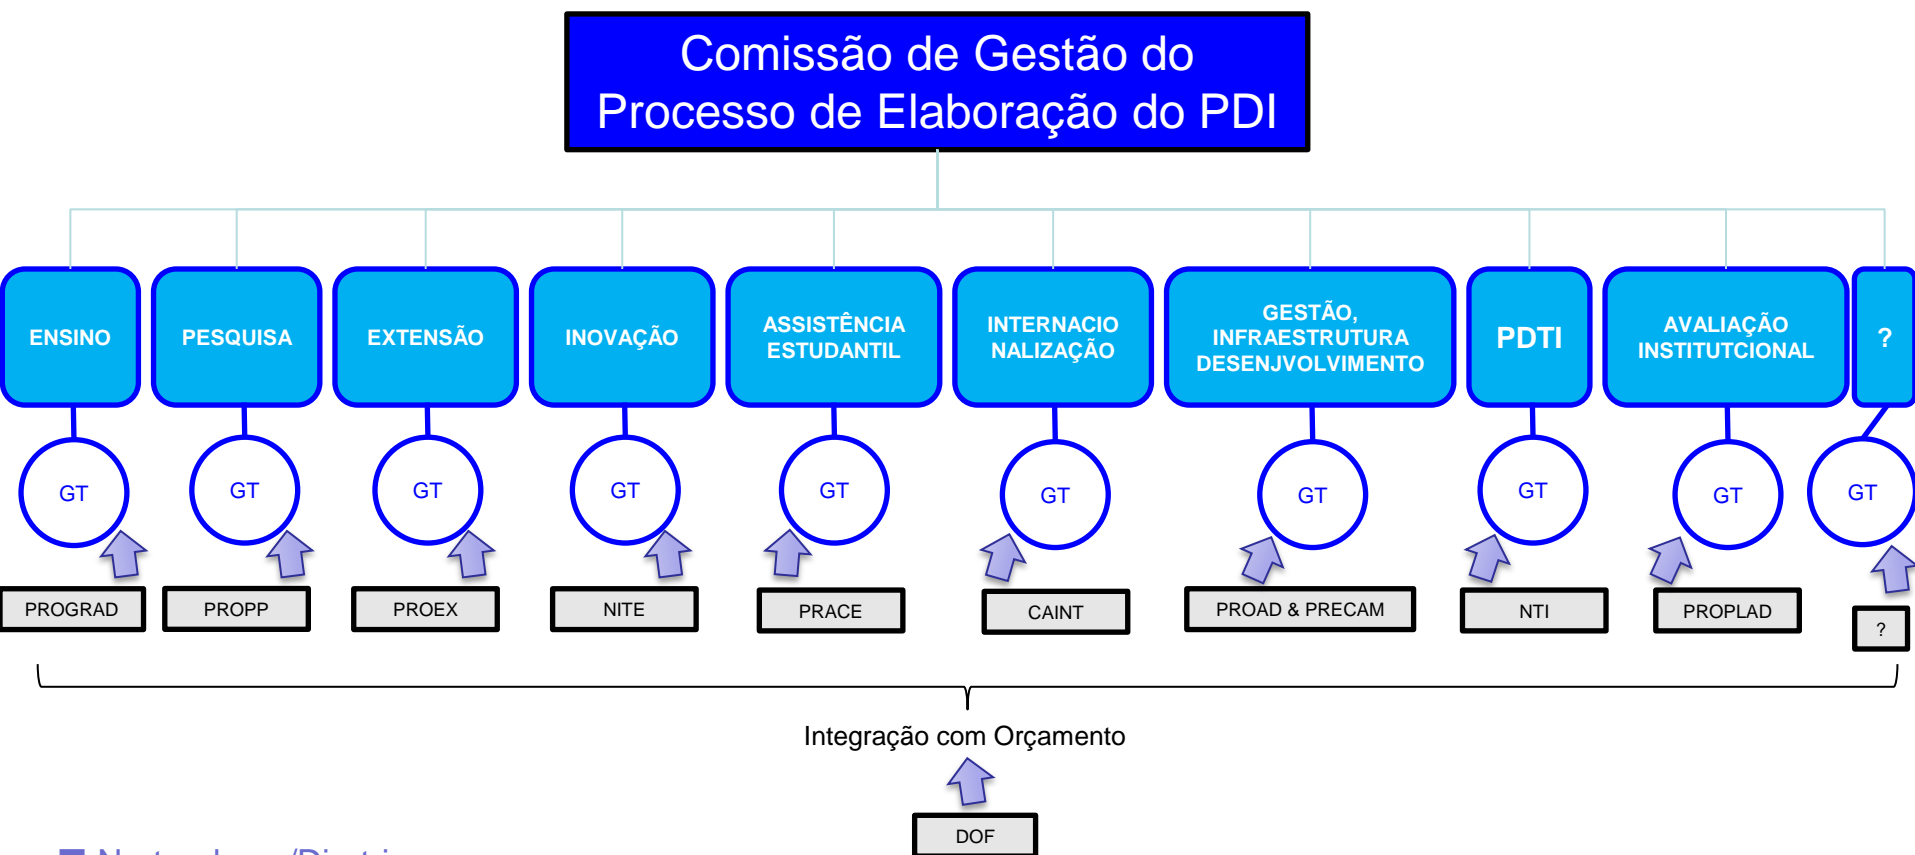 Comissão de Gestão do
Processo de Elaboração do PDI
ENSINO
PESQUISA
EXTENSÃO
INOVAÇÃO
ASSISTÊNCIA
ESTUDANTIL
INTERNACIO
NALIZAÇÃO
GESTÃO,
INFRAESTRUTURA
DESENJVOLVIMENTO
PDTI
AVALIAÇÃO
INSTITUTCIONAL
?
GT
GT
GT
GT
GT
GT
GT
GT
GT
GT
PROGRAD
PROPP
PROEX
NITE
PRACE
CAINT
PROAD & PRECAM
NTI
PROPLAD
?
Integração com Orçamento
DOF